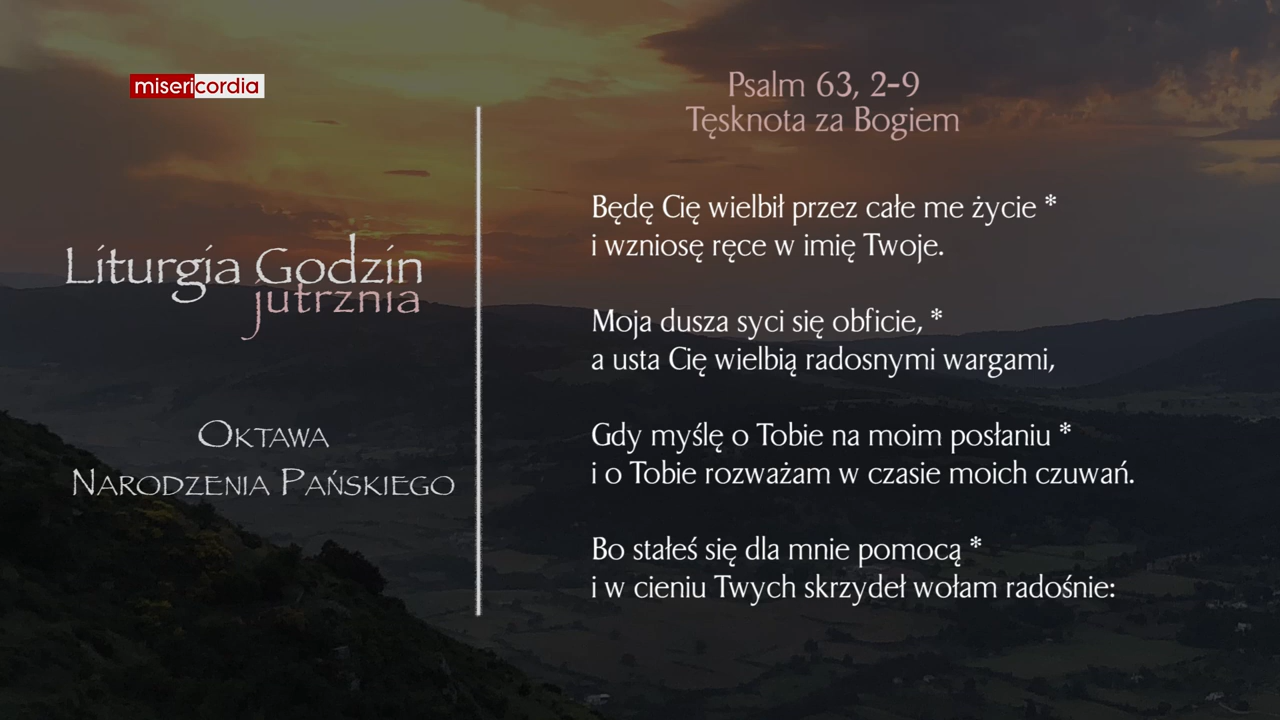 misericordia
Liturgia Godzin
jutrznia
Oktawa
Narodzenia Pańskiego
Psalm 63, 2-9
Tęsknota za Bogiem
Będę Cię wielbił przez całe me życie *
i wzniosę ręce w imię Twoje.
Moja dusza syci się obficie, *
a usta Cię wielbią radosnymi wargami,
Gdy myślę o Tobie na moim posłaniu *
i o Tobie rozważam w czasie moich czuwań.
Bo stałeś się dla mnie pomocą *
i w cieniu Twych skrzydeł wołam radośnie: